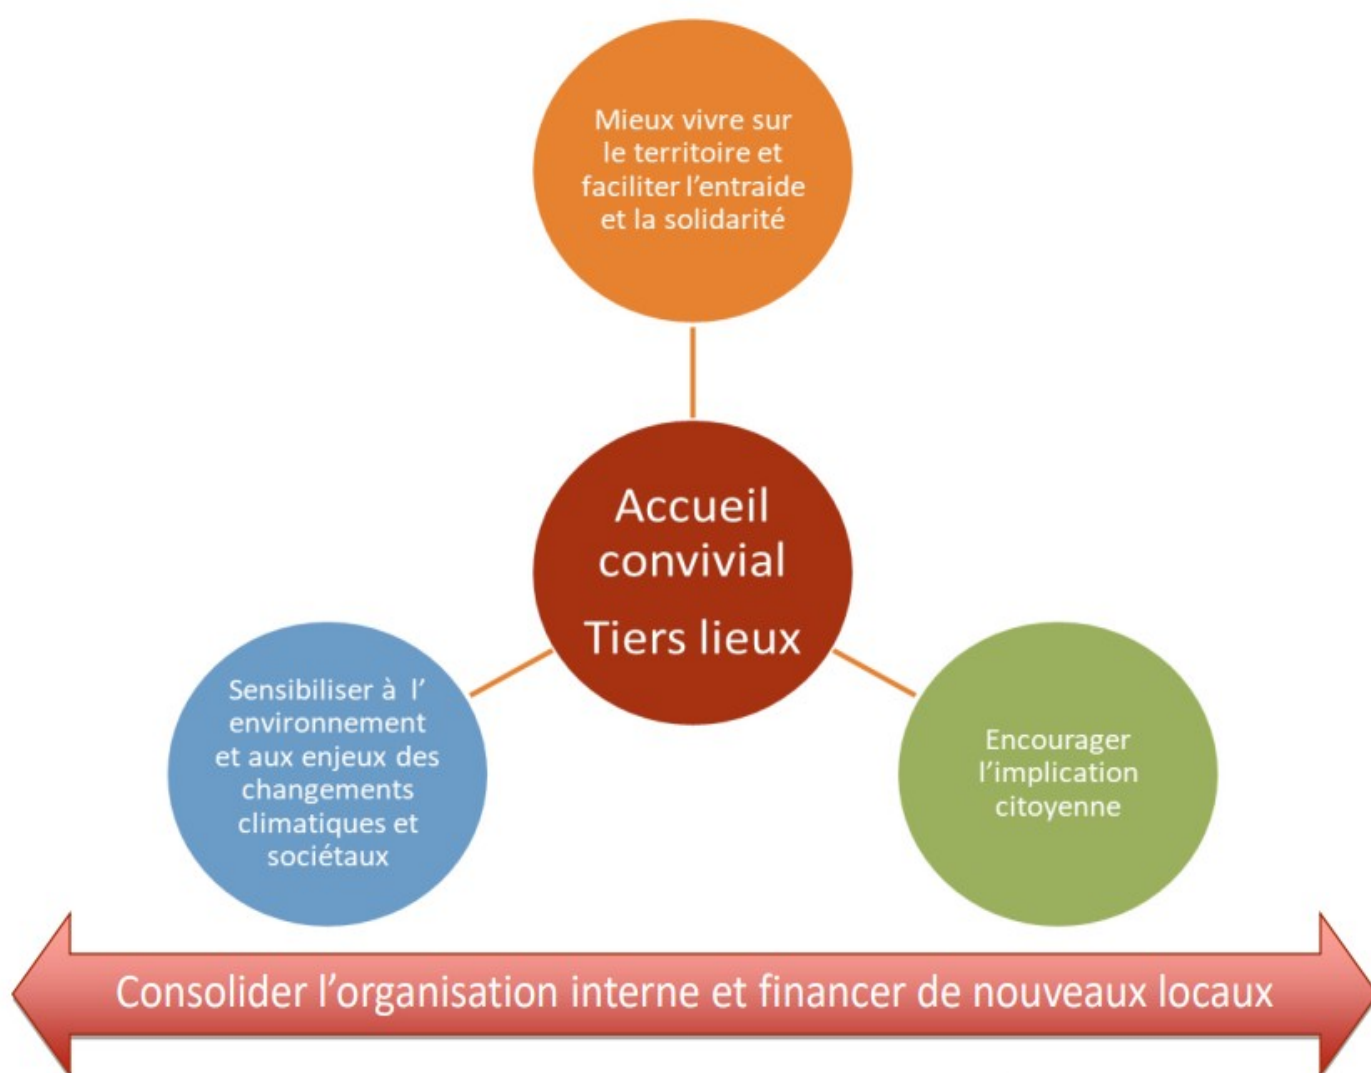 Mieux vivre sur
le territoire et
faciliter l’entraide
et la solidarité
Accueil
convivial
Tiers lieux
Sensibiliser à  l’
environnement
et aux enjeux des
changements
climatiques et
sociétaux
Encourager
l’implication
citoyenne
Consolider l’organisation interne et financer de nouveaux locaux